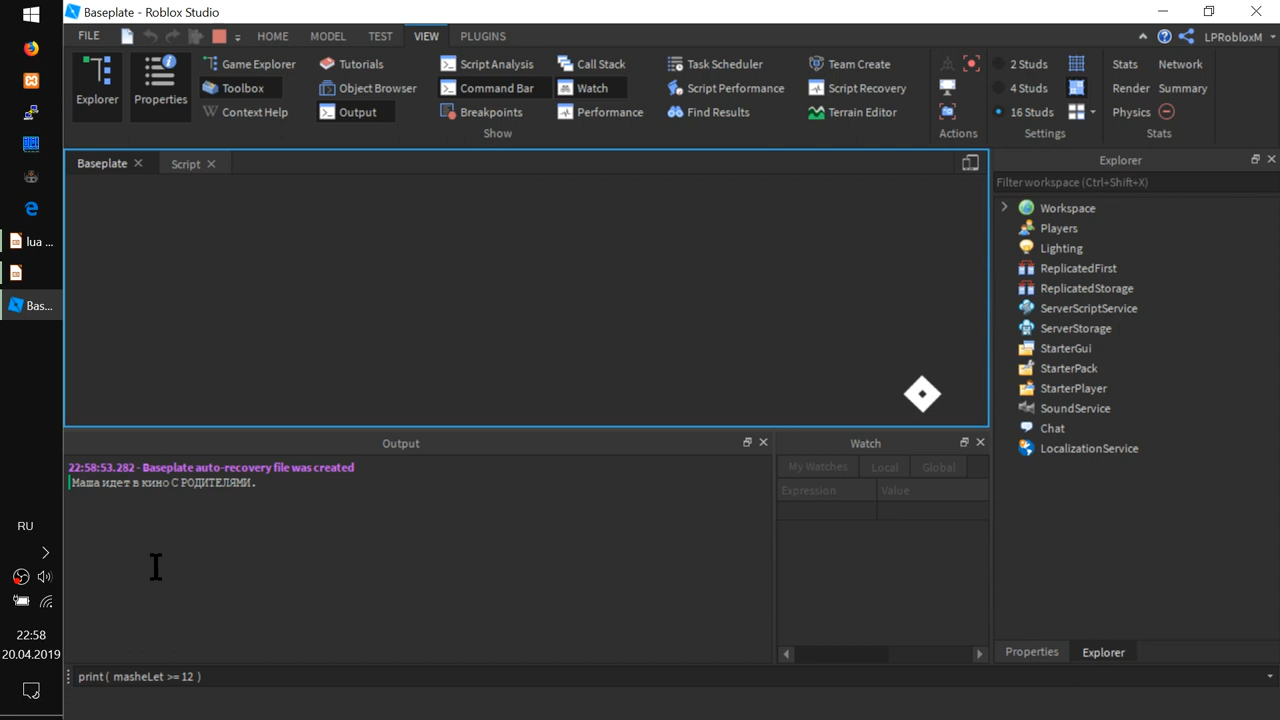 Baseplate - Roblox Studio
FILE
HOME
MODEL
TEST
VIEW
PLUGINS
LPRobloxM
Explorer
Properties
Game Explorer
Toolbox
Context Help
Tutorials
Object Browser
Output
Script Analysis
Command Bar
Breakpoints
Call Stack
Watch
Performance
Task Scheduler
Script Performance
Find Results
Team Create
Script Recovery
Terrain Editor
Show
Actions
2 Studs
4 Studs
16 Studs
Settings
Stats Network
Render Summary
Physics
Stats
Baseplate
Script
Explorer
Filter workspace (Ctrl+Shift+X)
Workspace
Players
Lighting
ReplicatedFirst
ReplicatedStorage
ServerScriptService
ServerStorage
StarterGui
StarterPack
StarterPlayer
SoundService
Chat
LocalizationService
Properties
Explorer
Output
22:58:53.282 - Baseplate auto-recovery file was created
Маша идет в кино С РОДИТЕЛЯМИ.
Watch
My Watches
Local
Global
Expression
Value
print( masheLet >= 12 )
lua ...
Bas...
RU
22:58
20.04.2019